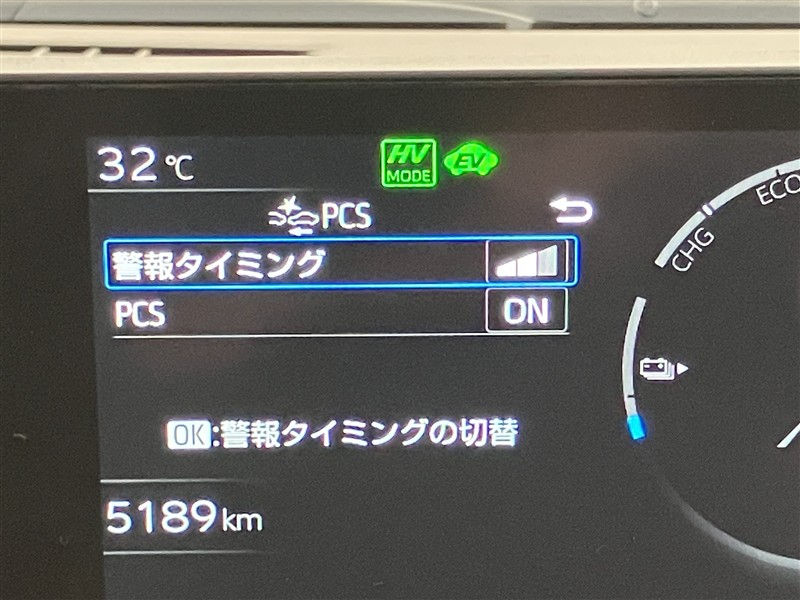 32℃
HV
MODE
EV
PCS
警報タイミング
PCS ON
OK:警報タイミングの切替
5189km
CHG
ECO